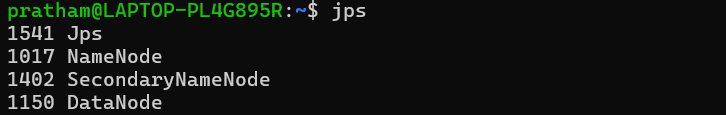 pratham@LAPTOP-PL4G895R:~$ jps
1541 Jps
1017 NameNode
1402 SecondaryNameNode
1150 DataNode